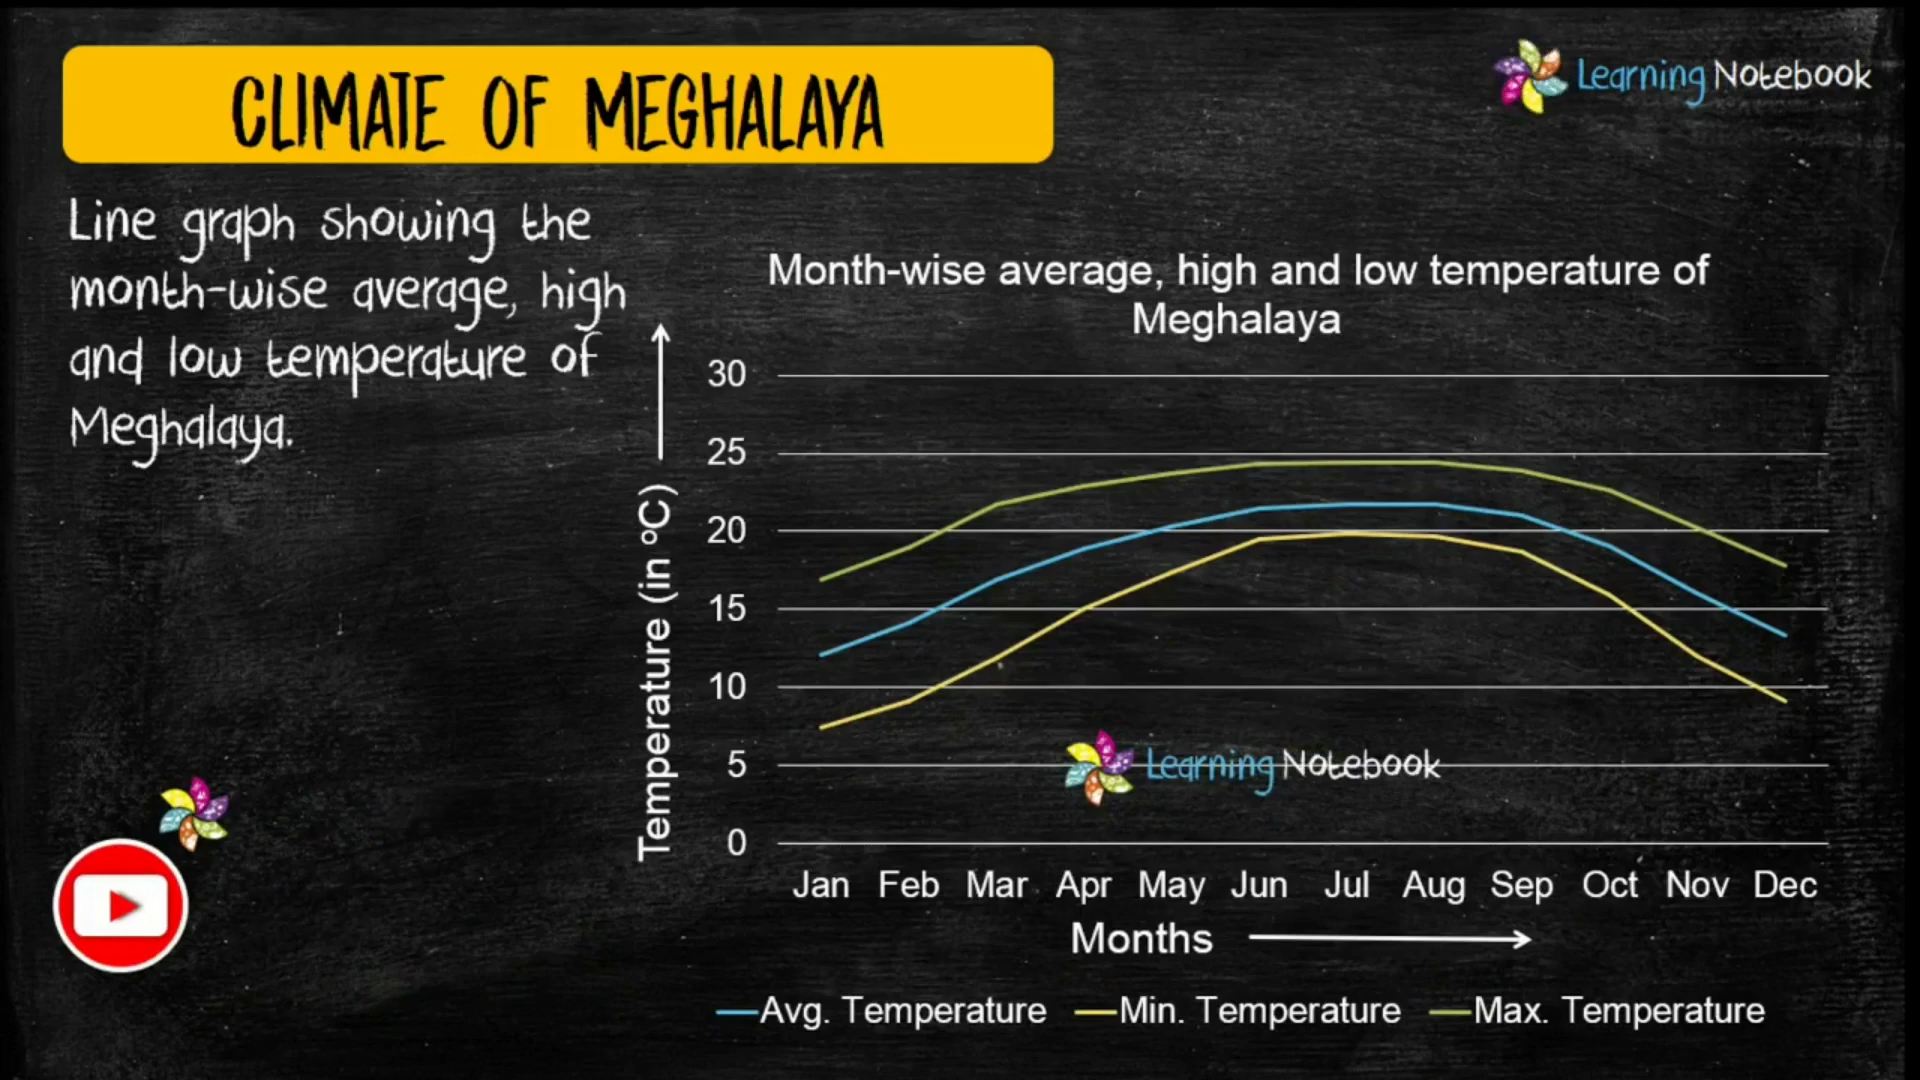 CLIMATE OF MEGHALAYA
Learning Notebook
Line graph showing the
month-wise average, high
and low temperature of
Meghalaya.
Month-wise average, high and low temperature of
Meghalaya
Temperature (in ºC)
30
25
20
15
10
5
0
Learning Notebook
Jan Feb Mar Apr May Jun Jul Aug Sep Oct Nov Dec
Months
Avg. Temperature Min. Temperature Max. Temperature